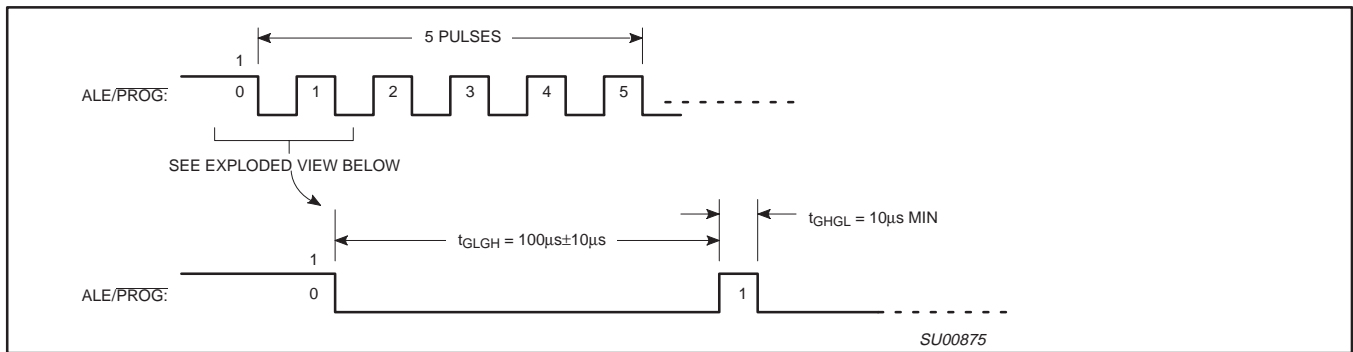 5 PULSES
1
ALE/PROG:
0 1 2 3 4 5
SEE EXPLODED VIEW BELOW
tGHGL = 10µs MIN
tGLGH = 100µs±10µs
1
ALE/PROG:
0 1
SU00875